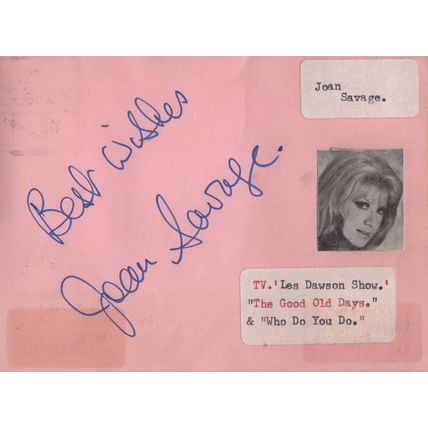 Best Wishes
Joan Savage.
Joan
Savage.
TV.'Les Dawson Show.'
"The Good Old Days."
& "Who Do You Do."